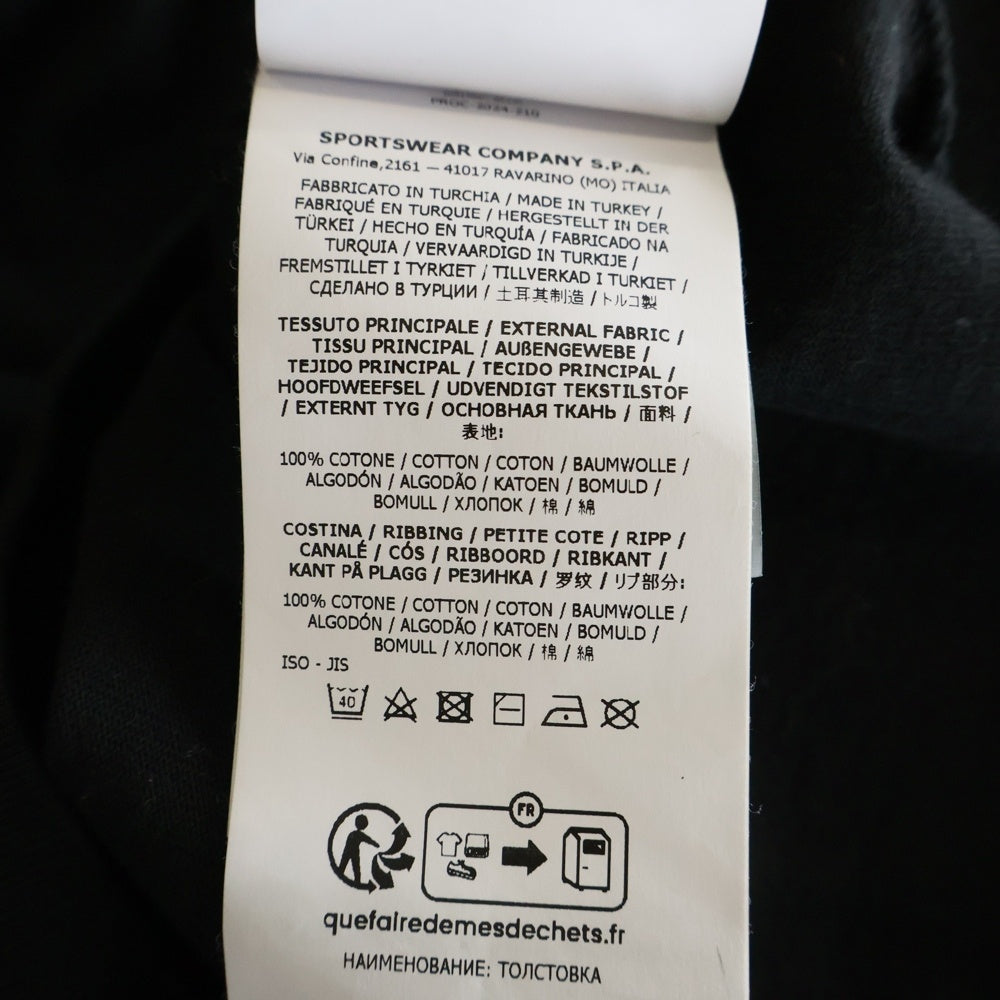 SPORTSWEAR COMPANY S.P.A.
Via Confine,2161 — 41017 RAVARINO (MO) ITALIA
FABBRICATO IN TURCHIA / MADE IN TURKEY /
FABRIQUÉ EN TURQUIE / HERGESTELLT IN DER
TÜRKEI / HECHO EN TURQUÍA / FABRICADO NA
TURQUIA / VERVAARDIGD IN TURKIJE /
FREMSTILLET I TYRKIET / TILLVERKAD I TURKIET /
СДЕЛАНО В ТУРЦИИ / 土耳其制造 / トルコ製
TESSUTO PRINCIPALE / EXTERNAL FABRIC /
TISSU PRINCIPAL / AUßENGEWEBE /
TEJIDO PRINCIPAL / TECIDO PRINCIPAL /
HOOFDWEEFSEL / UDVENDIGT TEKSTILSTOF
/ EXTERNT TYG / ОСНОВНАЯ ТКАНЬ / 面料 /
表地:
100% COTONE / COTTON / COTON / BAUMWOLLE /
ALGODÓN / ALGODÃO / KATOEN / BOMULD /
BOMULL / ХЛОПОК / 棉 / 綿
COSTINA / RIBBING / PETITE COTE / RIPP /
CANALÉ / CÓS / RIBBOORD / RIBKANT /
KANT PÅ PLAGG / РЕЗИНКА / 罗纹 / リブ部分:
100% COTONE / COTTON / COTON / BAUMWOLLE /
ALGODÓN / ALGODÃO / KATOEN / BOMULD /
BOMULL / ХЛОПОК / 棉 / 綿
ISO - JIS
40
FR
quefairedemesdechets.fr
НАИМЕНОВАНИЕ: ТОЛСТОВКА